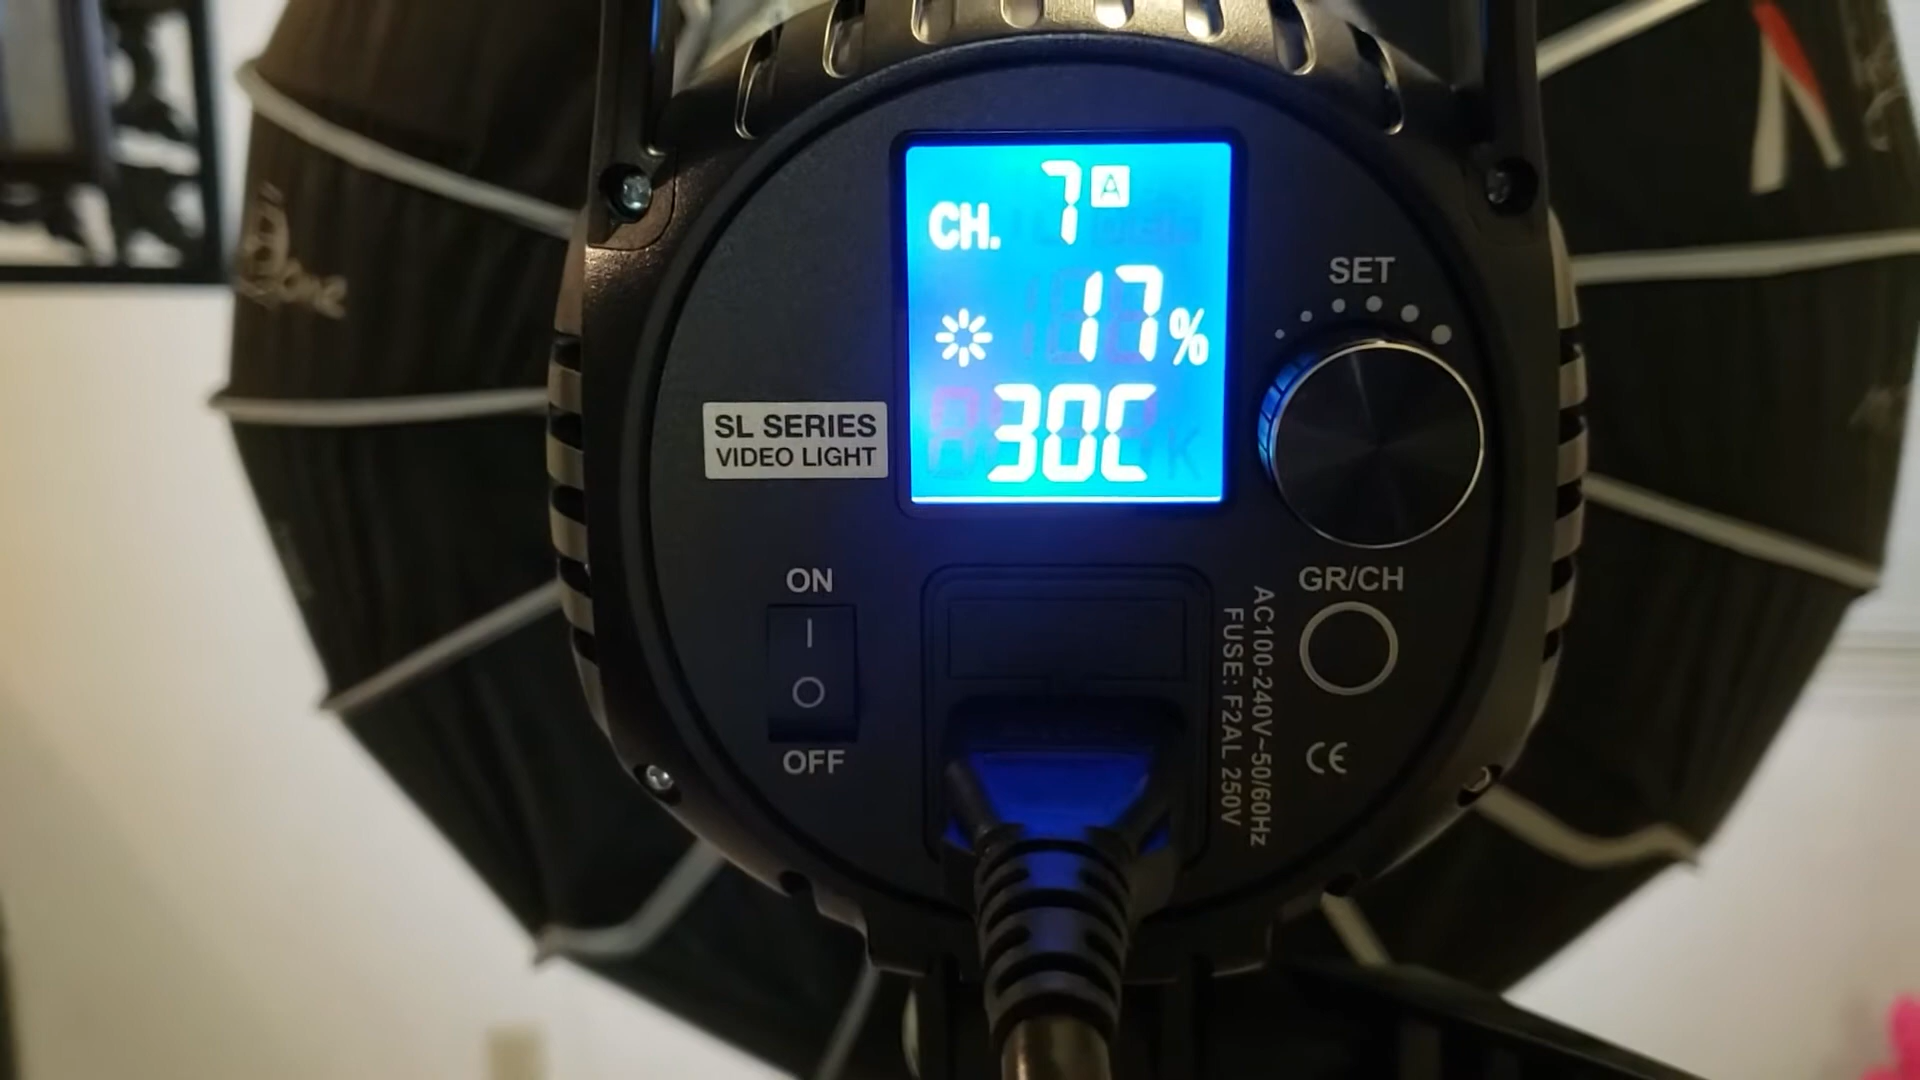 CH. 7 A
17%
30C
SET
SL SERIES
VIDEO LIGHT
ON
OFF
GR/CH
AC100-240V~50/60Hz
FUSE: F2AL 250V
CE